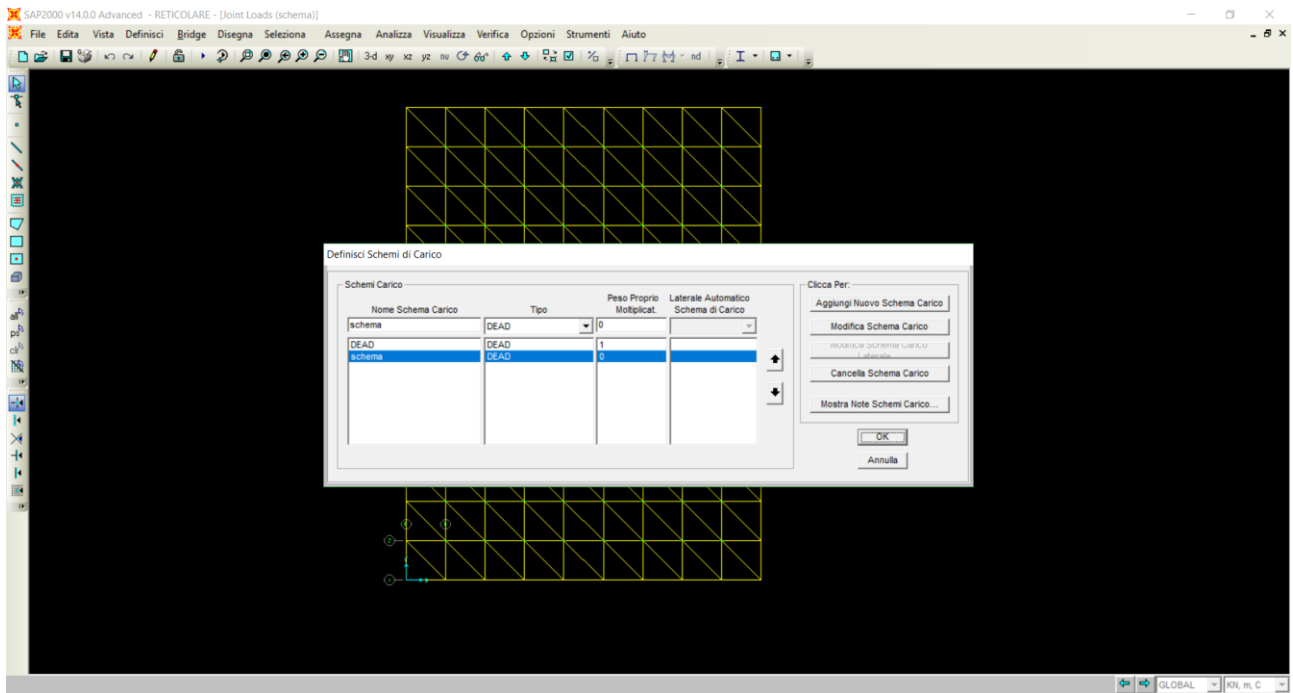 SAP2000 v14.0.0 Advanced - RETICOLARE - [Joint Loads (schema)]
File Edita Vista Definisci Bridge Disegna Seleziona Assegna Analizza Visualizza Verifica Opzioni Strumenti Aiuto
3-d xy xz yz nv nd
Definisci Schemi di Carico
Schemi Carico
Nome Schema Carico Tipo Peso Proprio Moltiplicat. Laterale Automatico Schema di Carico
schema DEAD 0
DEAD DEAD 1
schema DEAD 0
Clicca Per:
Aggiungi Nuovo Schema Carico
Modifica Schema Carico
Modifica Schema Carico
Laterale
Cancella Schema Carico
Mostra Note Schemi Carico...
OK
Annulla
all
ps
clr
GLOBAL KN, m, C